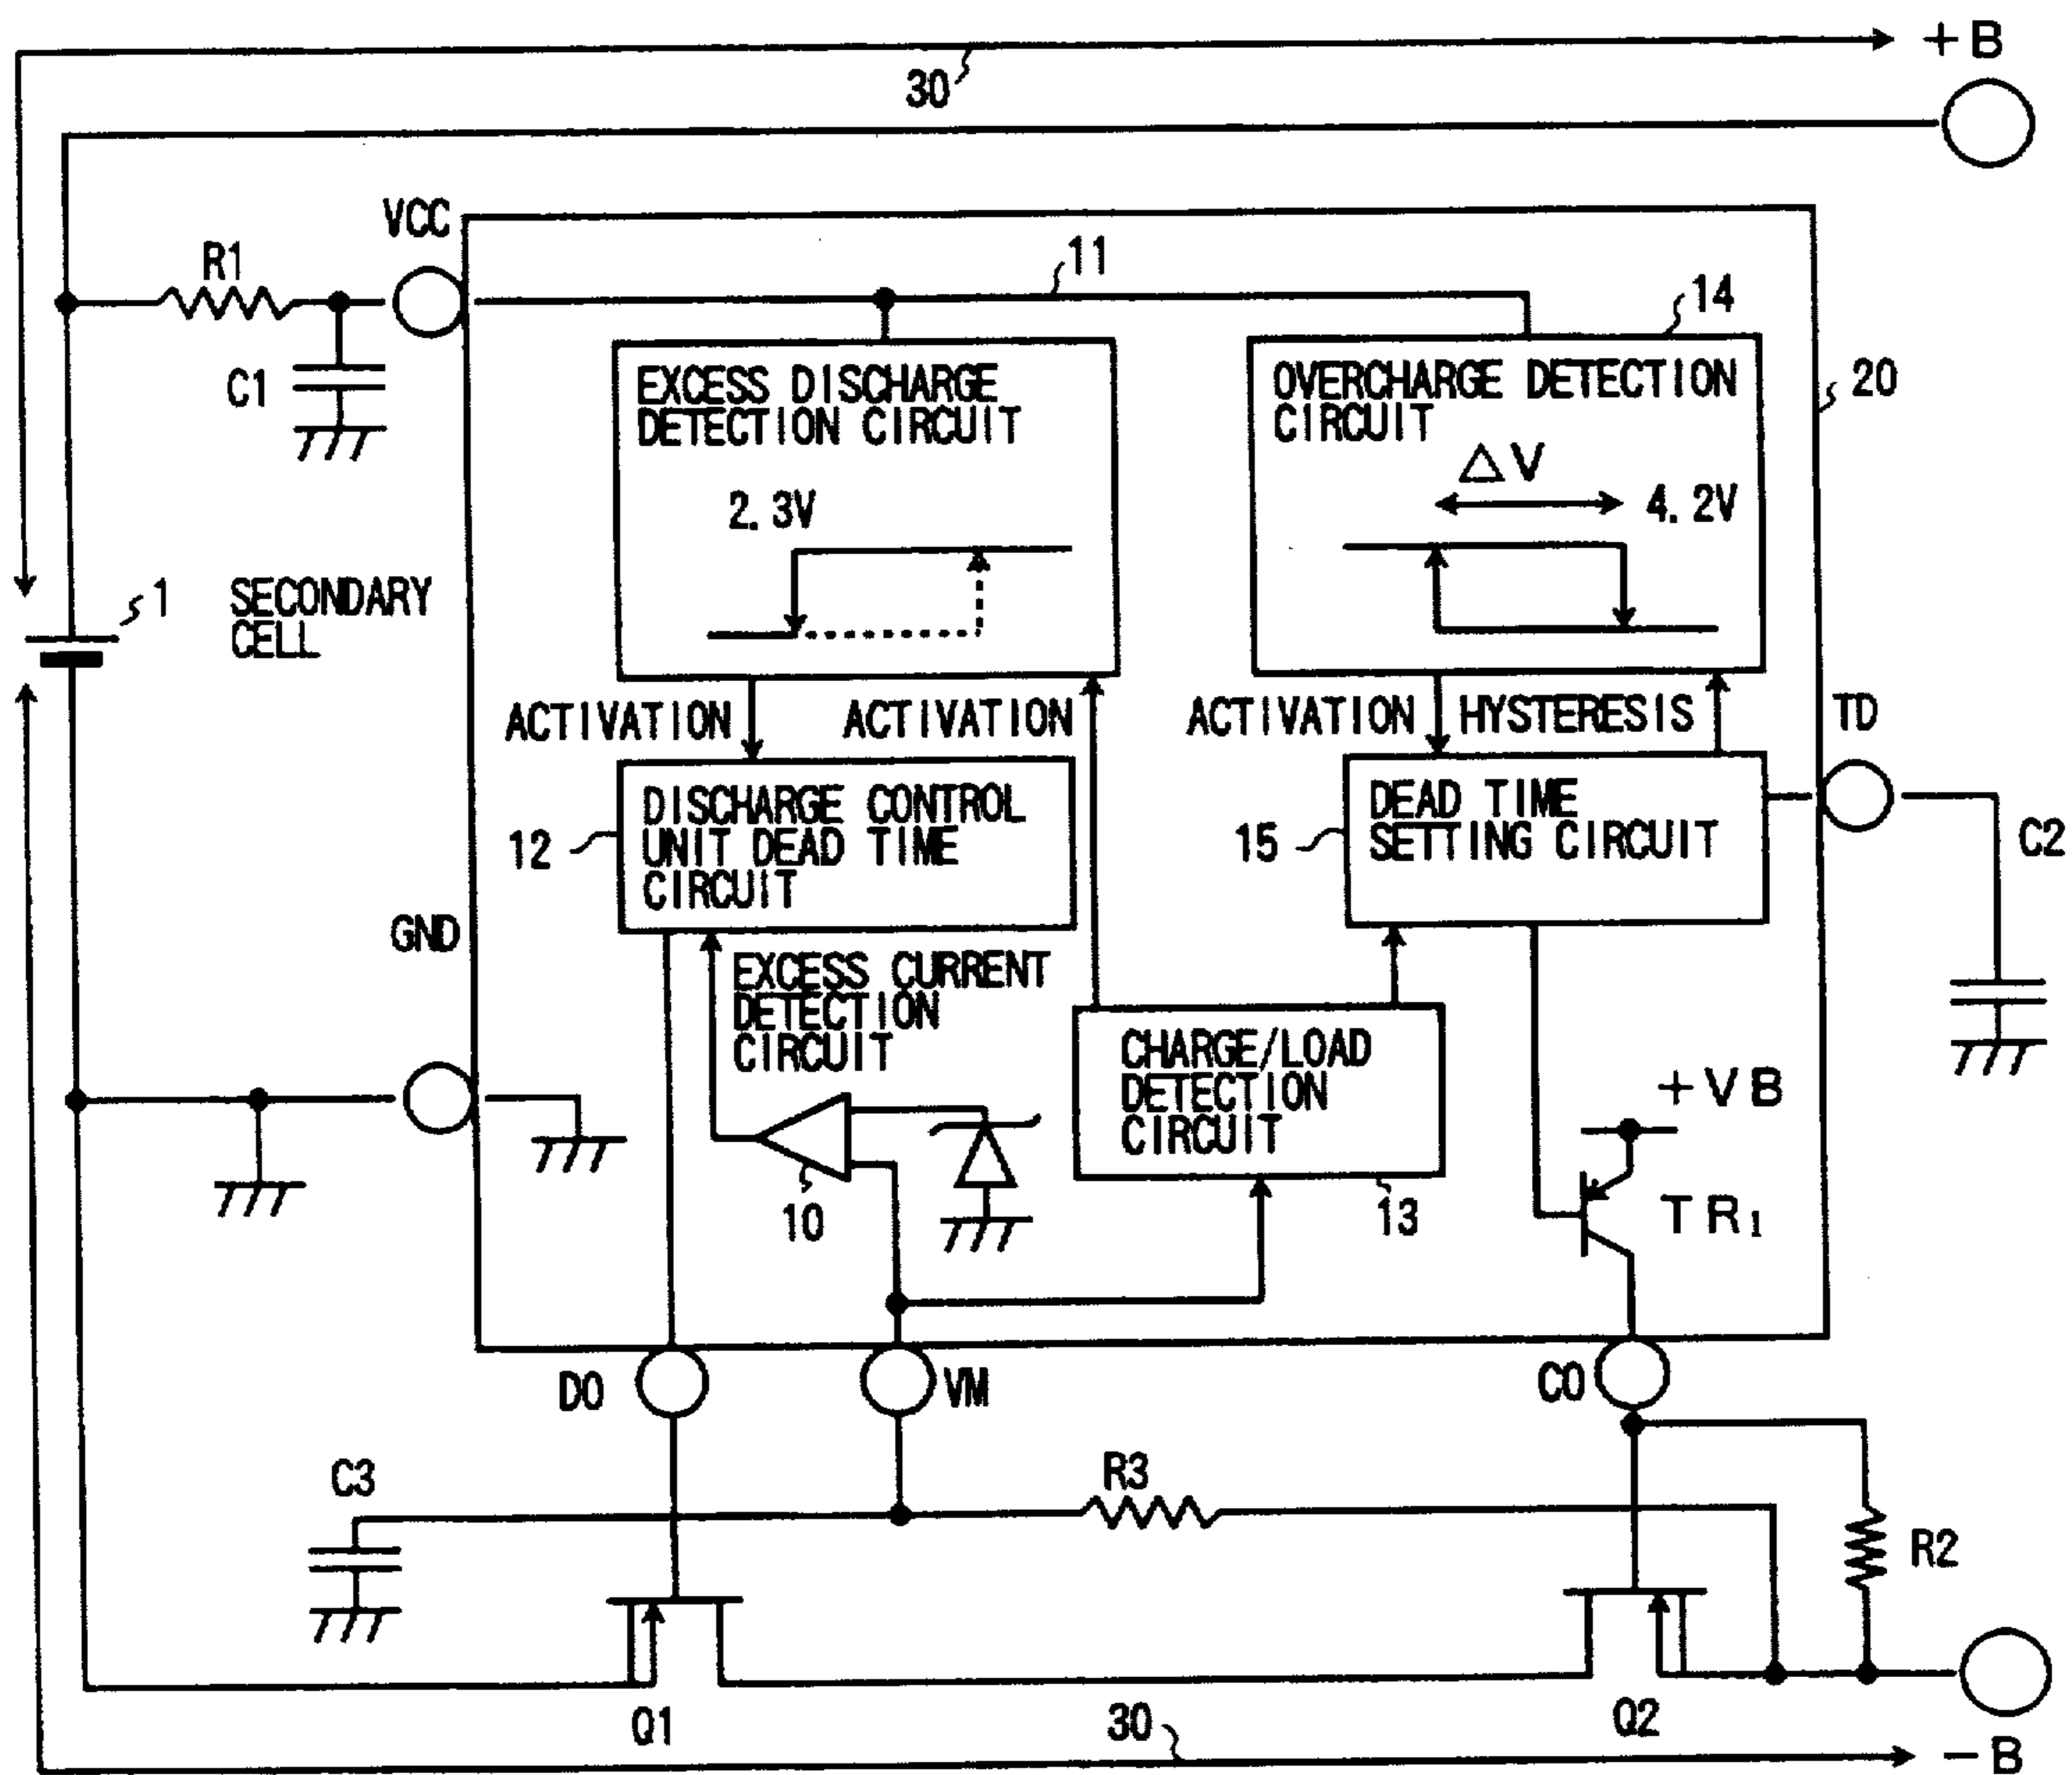 +B
30
VCC
R1
11
14
C1
EXCESS DISCHARGE
DETECTION CIRCUIT
2.3V
OVERCHARGE DETECTION
CIRCUIT
△V
4.2V
20
1
SECONDARY
CELL
ACTIVATION
ACTIVATION
ACTIVATION
HYSTERESIS
TD
12
DISCHARGE CONTROL
UNIT DEAD TIME
CIRCUIT
15
DEAD TIME
SETTING CIRCUIT
C2
GND
EXCESS CURRENT
DETECTION
CIRCUIT
10
CHARGE/LOAD
DETECTION
CIRCUIT
13
+VB
TR1
DO
VM
CO
C3
R3
R2
Q1
30
Q2
-B